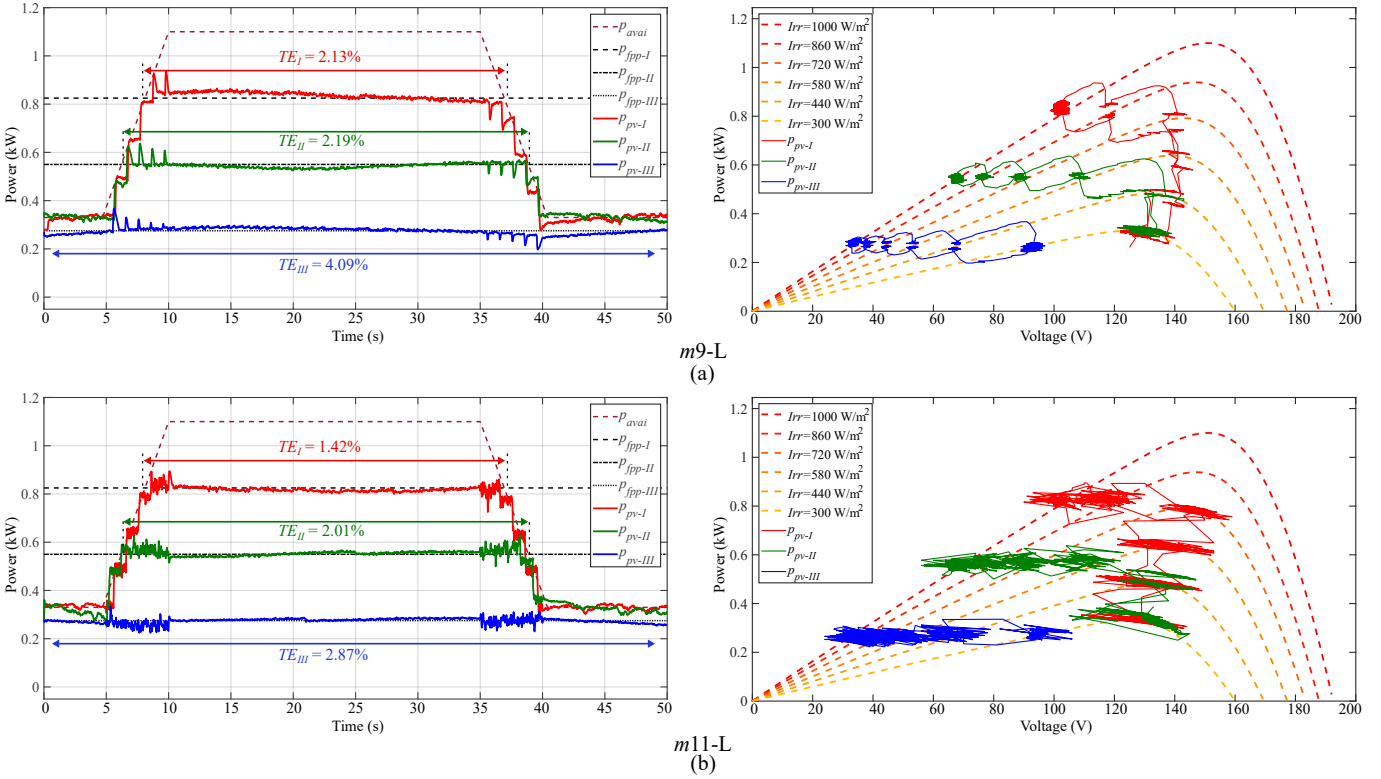 1.2
1
0.8
0.6
0.4
0.2
0
Power (kW)
TE_I = 2.13%
TE_II = 2.19%
TE_III = 4.09%
p_avai
p_fpp-I
p_fpp-II
p_fpp-III
p_pv-I
p_pv-II
p_pv-III
0 5 10 15 20 25 30 35 40 45 50
Time (s)
1.2
1
0.8
0.6
0.4
0.2
0
Power (kW)
Irr=1000 W/m²
Irr=860 W/m²
Irr=720 W/m²
Irr=580 W/m²
Irr=440 W/m²
Irr=300 W/m²
p_pv-I
p_pv-II
p_pv-III
0 20 40 60 80 100 120 140 160 180 200
Voltage (V)
m9-L
(a)
1.2
1
0.8
0.6
0.4
0.2
0
Power (kW)
TE_I = 1.42%
TE_II = 2.01%
TE_III = 2.87%
p_avai
p_fpp-I
p_fpp-II
p_fpp-III
p_pv-I
p_pv-II
p_pv-III
0 5 10 15 20 25 30 35 40 45 50
Time (s)
1.2
1
0.8
0.6
0.4
0.2
0
Power (kW)
Irr=1000 W/m²
Irr=860 W/m²
Irr=720 W/m²
Irr=580 W/m²
Irr=440 W/m²
Irr=300 W/m²
p_pv-I
p_pv-II
p_pv-III
0 20 40 60 80 100 120 140 160 180 200
Voltage (V)
m11-L
(b)